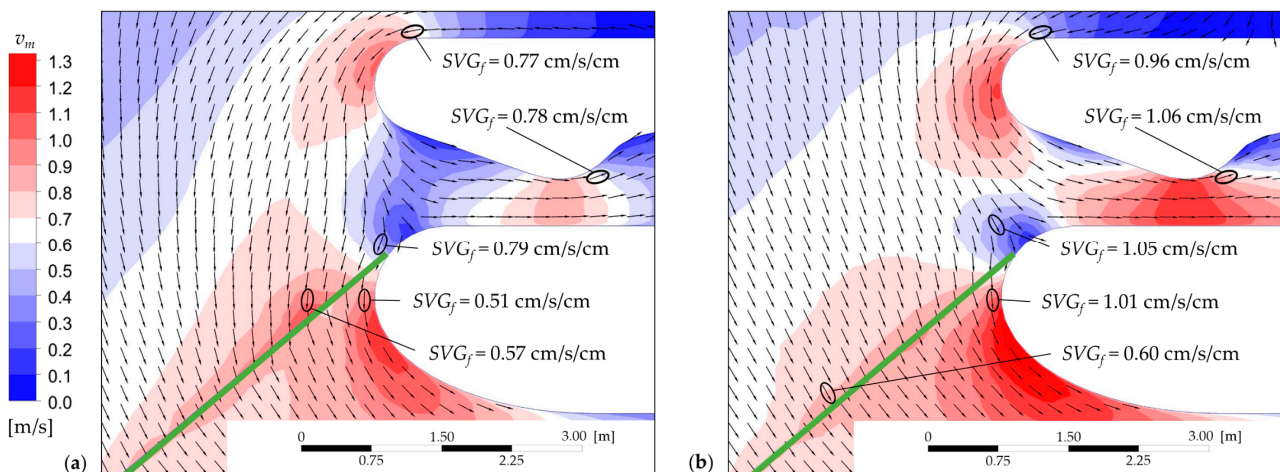 v_m
1.3
1.2
1.1
1.0
0.9
0.8
0.7
0.6
0.5
0.4
0.3
0.2
0.1
0.0
[m/s]
SVG_f = 0.77 cm/s/cm
SVG_f = 0.78 cm/s/cm
SVG_f = 0.79 cm/s/cm
SVG_f = 0.51 cm/s/cm
SVG_f = 0.57 cm/s/cm
0 1.50 3.00 [m]
0.75 2.25
(a)
SVG_f = 0.96 cm/s/cm
SVG_f = 1.06 cm/s/cm
SVG_f = 1.05 cm/s/cm
SVG_f = 1.01 cm/s/cm
SVG_f = 0.60 cm/s/cm
0 1.50 3.00 [m]
0.75 2.25
(b)